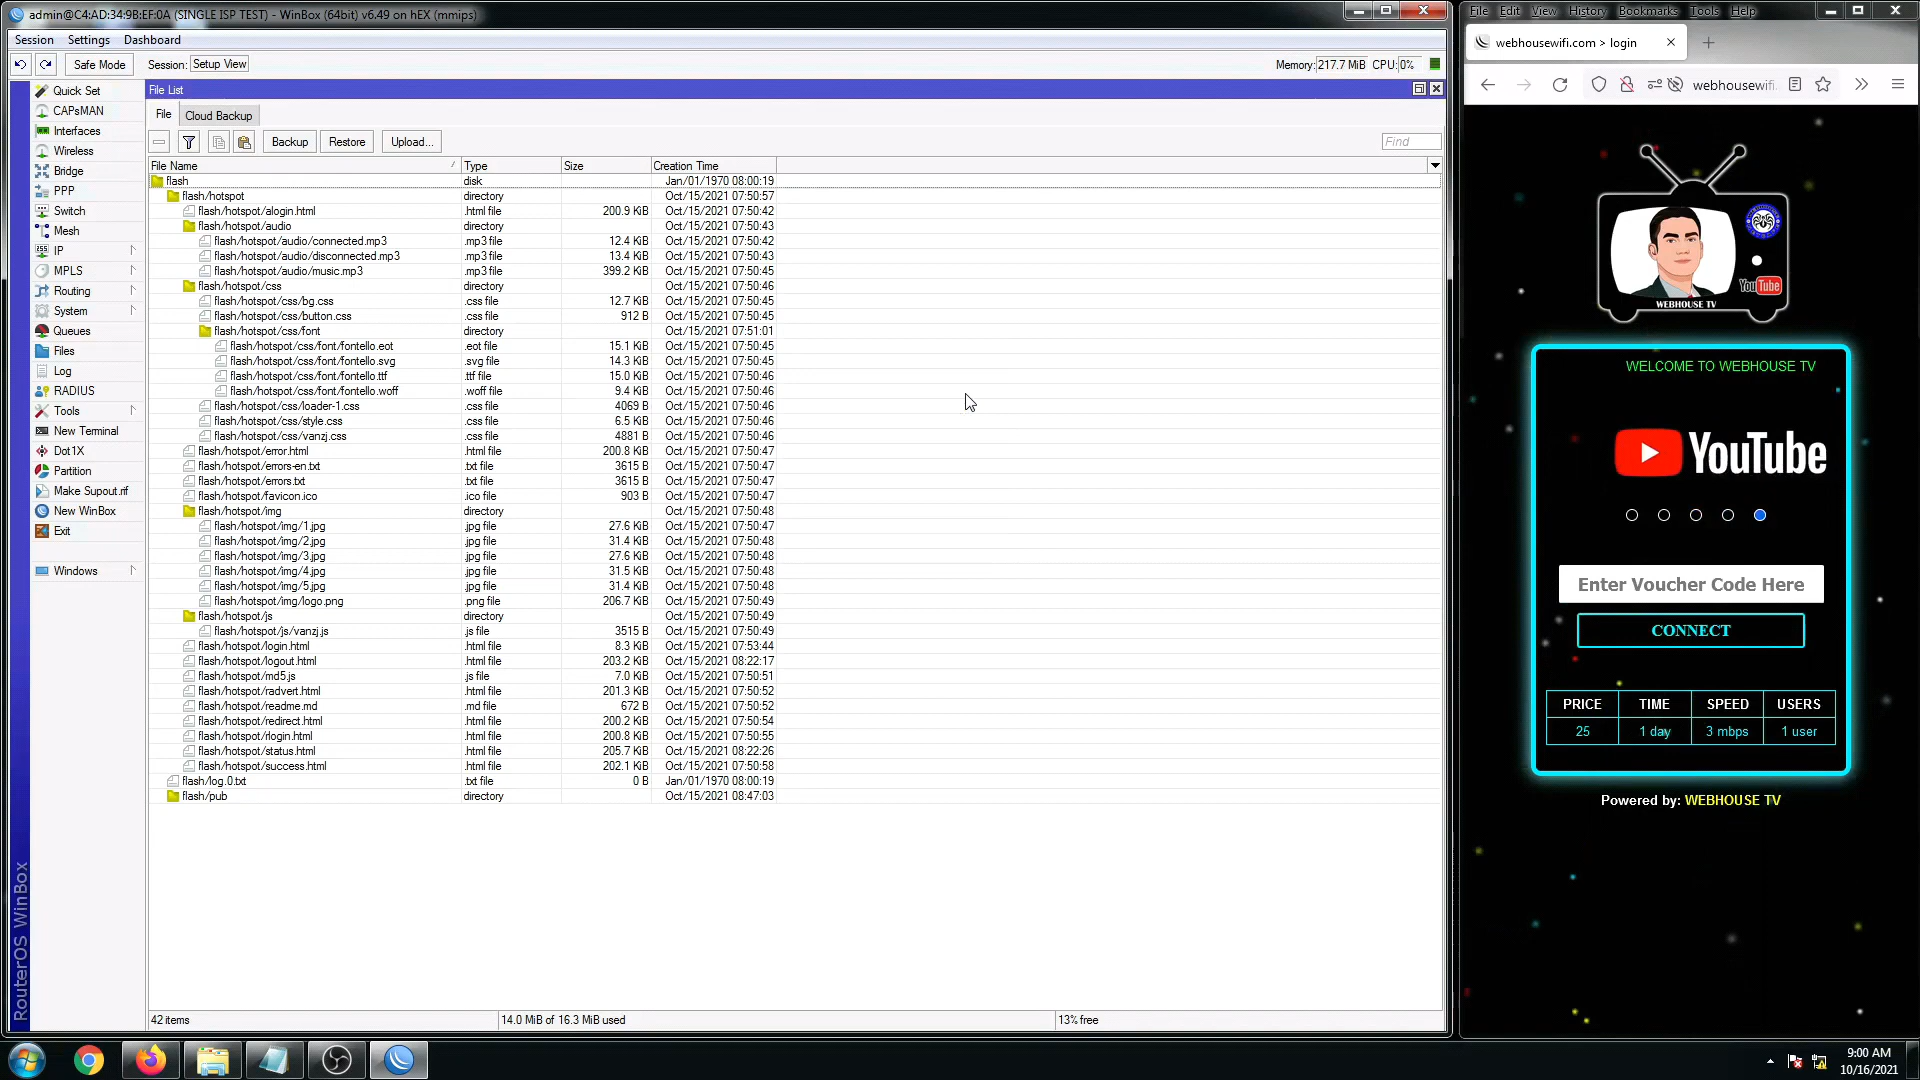 admin@C4:AD:34:9B:EF:0A (SINGLE ISP TEST) - WinBox (64bit) v6.49 on hEX (mmips)
Session Settings Dashboard
Safe Mode Session: Setup View Memory: 217.7 MiB CPU: 0%
Quick Set
CAPsMAN
Interfaces
Wireless
Bridge
PPP
Switch
Mesh
IP
MPLS
Routing
System
Queues
Files
Log
RADIUS
Tools
New Terminal
Dot1X
Partition
Make Supout.rif
New WinBox
Exit
Windows
RouterOS WinBox
File List
File Cloud Backup
Backup Restore Upload... Find
File Name Type Size Creation Time
flash disk Jan/01/1970 08:00:19
flash/hotspot directory Oct/15/2021 07:50:57
flash/hotspot/alogin.html .html file 200.9 KiB Oct/15/2021 07:50:42
flash/hotspot/audio directory Oct/15/2021 07:50:43
flash/hotspot/audio/connected.mp3 .mp3 file 12.4 KiB Oct/15/2021 07:50:42
flash/hotspot/audio/disconnected.mp3 .mp3 file 13.4 KiB Oct/15/2021 07:50:43
flash/hotspot/audio/music.mp3 .mp3 file 399.2 KiB Oct/15/2021 07:50:45
flash/hotspot/css directory Oct/15/2021 07:50:46
flash/hotspot/css/bg.css .css file 12.7 KiB Oct/15/2021 07:50:45
flash/hotspot/css/button.css .css file 912 B Oct/15/2021 07:50:45
flash/hotspot/css/font directory Oct/15/2021 07:51:01
flash/hotspot/css/font/fontello.eot .eot file 15.1 KiB Oct/15/2021 07:50:45
flash/hotspot/css/font/fontello.svg .svg file 14.3 KiB Oct/15/2021 07:50:45
flash/hotspot/css/font/fontello.ttf .ttf file 15.0 KiB Oct/15/2021 07:50:46
flash/hotspot/css/font/fontello.woff .woff file 9.4 KiB Oct/15/2021 07:50:46
flash/hotspot/css/loader-1.css .css file 4069 B Oct/15/2021 07:50:46
flash/hotspot/css/style.css .css file 6.5 KiB Oct/15/2021 07:50:46
flash/hotspot/css/vanzj.css .css file 4881 B Oct/15/2021 07:50:46
flash/hotspot/error.html .html file 200.8 KiB Oct/15/2021 07:50:47
flash/hotspot/errors-en.txt .txt file 3615 B Oct/15/2021 07:50:47
flash/hotspot/errors.txt .txt file 3615 B Oct/15/2021 07:50:47
flash/hotspot/favicon.ico .ico file 903 B Oct/15/2021 07:50:47
flash/hotspot/img directory Oct/15/2021 07:50:48
flash/hotspot/img/1.jpg .jpg file 27.6 KiB Oct/15/2021 07:50:47
flash/hotspot/img/2.jpg .jpg file 31.4 KiB Oct/15/2021 07:50:48
flash/hotspot/img/3.jpg .jpg file 27.6 KiB Oct/15/2021 07:50:48
flash/hotspot/img/4.jpg .jpg file 31.5 KiB Oct/15/2021 07:50:48
flash/hotspot/img/5.jpg .jpg file 31.4 KiB Oct/15/2021 07:50:48
flash/hotspot/img/logo.png .png file 206.7 KiB Oct/15/2021 07:50:49
flash/hotspot/js directory Oct/15/2021 07:50:49
flash/hotspot/js/vanzj.js .js file 3515 B Oct/15/2021 07:50:49
flash/hotspot/login.html .html file 8.3 KiB Oct/15/2021 07:53:44
flash/hotspot/logout.html .html file 203.2 KiB Oct/15/2021 08:22:17
flash/hotspot/md5.js .js file 7.0 KiB Oct/15/2021 07:50:51
flash/hotspot/radvert.html .html file 201.3 KiB Oct/15/2021 07:50:52
flash/hotspot/readme.md .md file 672 B Oct/15/2021 07:50:52
flash/hotspot/redirect.html .html file 200.2 KiB Oct/15/2021 07:50:54
flash/hotspot/rlogin.html .html file 200.8 KiB Oct/15/2021 07:50:55
flash/hotspot/status.html .html file 205.7 KiB Oct/15/2021 08:22:26
flash/hotspot/success.html .html file 202.1 KiB Oct/15/2021 07:50:58
flash/log.0.txt .txt file 0 B Jan/01/1970 08:00:19
flash/pub directory Oct/15/2021 08:47:03
42 items 14.0 MiB of 16.3 MiB used 13% free
File Edit View History Bookmarks Tools Help
webhousewifi.com > login
webhousewifi.
YouTube
WEBHOUSE TV
WELCOME TO WEBHOUSE TV
YouTube
Enter Voucher Code Here
CONNECT
PRICE TIME SPEED USERS
25 1 day 3 mbps 1 user
Powered by: WEBHOUSE TV
9:00 AM
10/16/2021